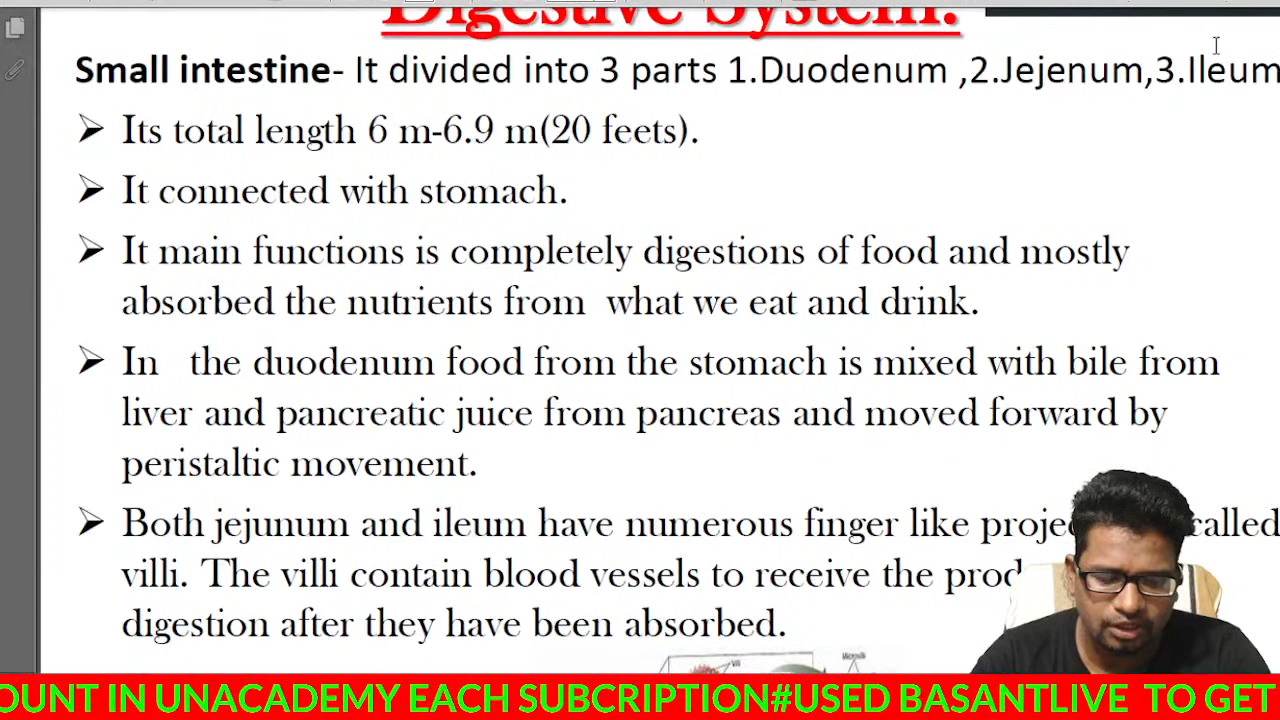 Digestive System:
Small intestine- It divided into 3 parts 1.Duodenum ,2.Jejenum,3.Ileum
Its total length 6 m-6.9 m(20 feets).
It connected with stomach.
It main functions is completely digestions of food and mostly
absorbed the nutrients from what we eat and drink.
In the duodenum food from the stomach is mixed with bile from
liver and pancreatic juice from pancreas and moved forward by
peristaltic movement.
Both jejunum and ileum have numerous finger like called
villi. The villi contain blood vessels to receive the
digestion after they have been absorbed.
Villi Microvilli
IN UNACADEMY EACH SUBCRIPTION#USED BASANTLIVE TO GET